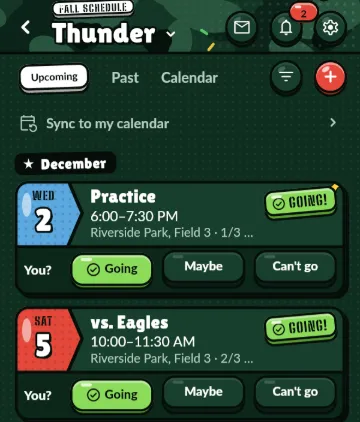 FALL SCHEDULE
Thunder
2
Upcoming Past Calendar
Sync to my calendar
★ December
WED
2
Practice
6:00–7:30 PM
Riverside Park, Field 3 · 1/3 ...
GOING!
You? Going Maybe Can't go
SAT
5
vs. Eagles
10:00–11:30 AM
Riverside Park, Field 3 · 2/3 ...
GOING!
You? Going Maybe Can't go